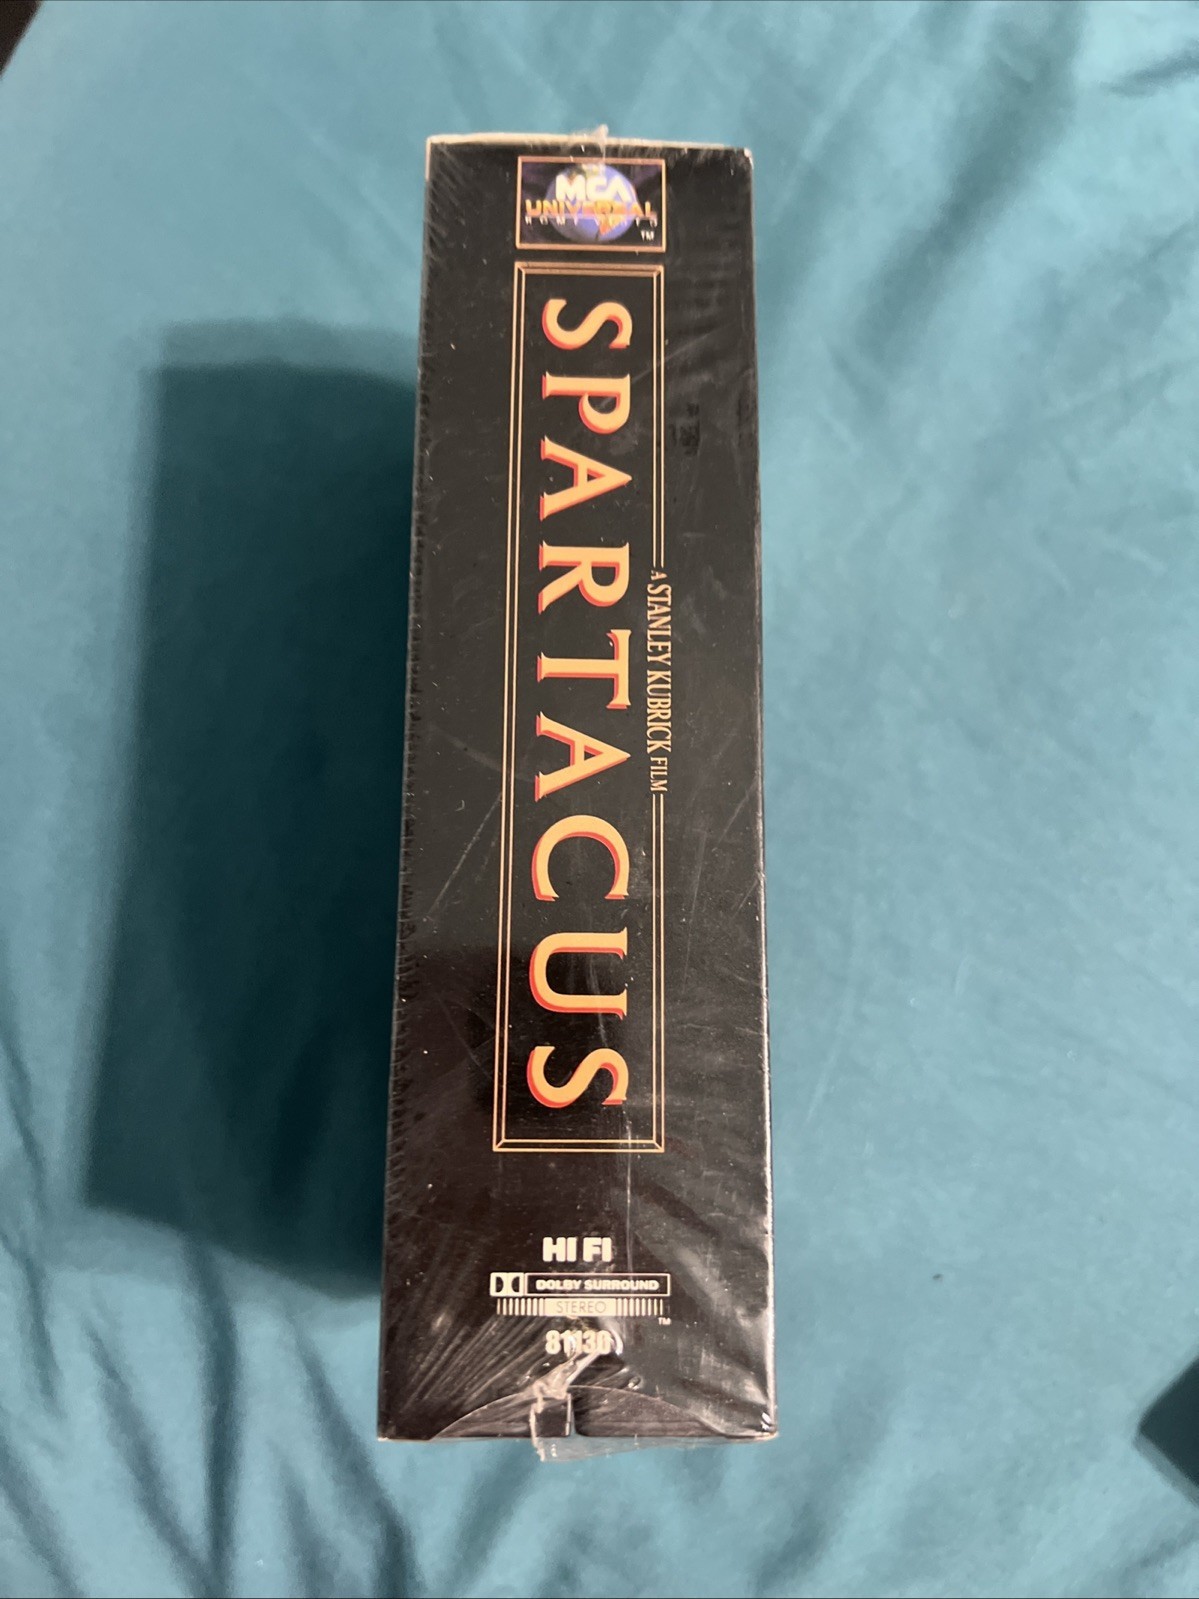 MCA
UNIVERSAL
HOME VIDEO
TM
SPARTACUS
A STANLEY KUBRICK FILM
HI FI
DOLBY SURROUND
STEREO
TM
81130